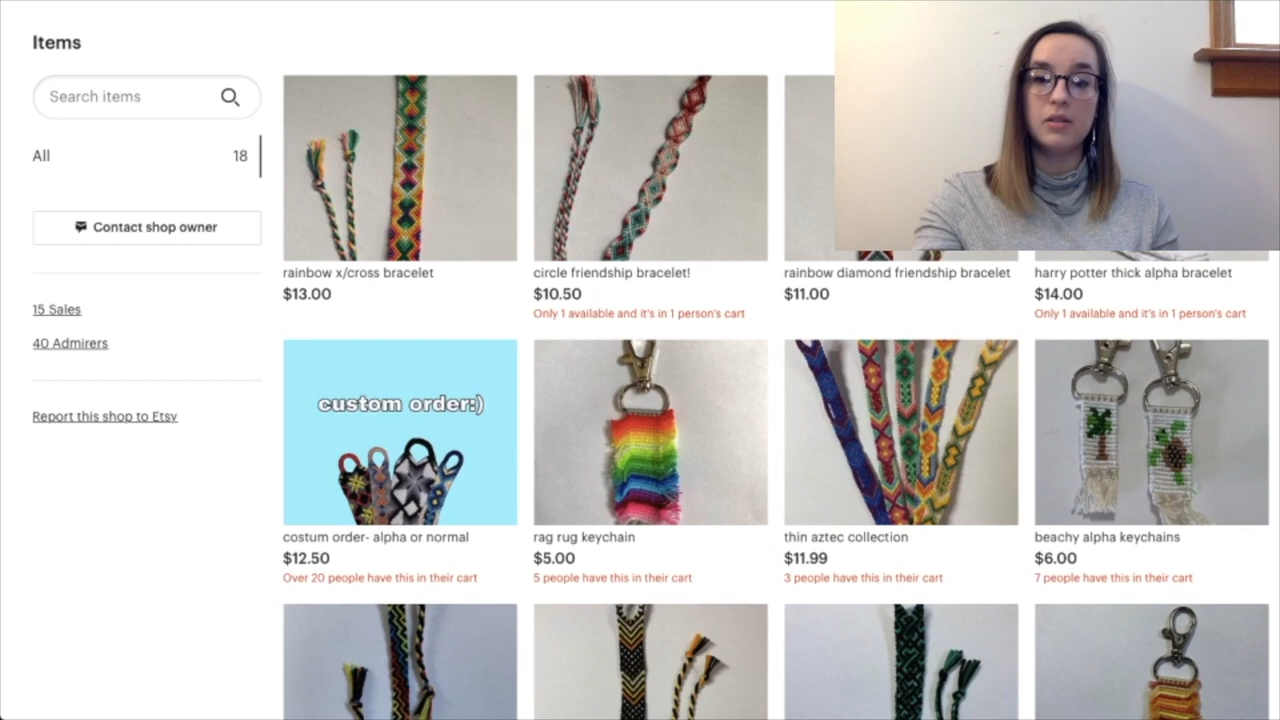 Items
Search items
All 18
Contact shop owner
15 Sales
40 Admirers
Report this shop to Etsy
rainbow x/cross bracelet
$13.00
circle friendship bracelet!
$10.50
Only 1 available and it's in 1 person's cart
rainbow diamond friendship bracelet
$11.00
harry potter thick alpha bracelet
$14.00
Only 1 available and it's in 1 person's cart
custom order:)
costum order- alpha or normal
$12.50
Over 20 people have this in their cart
rag rug keychain
$5.00
5 people have this in their cart
thin aztec collection
$11.99
3 people have this in their cart
beachy alpha keychains
$6.00
7 people have this in their cart